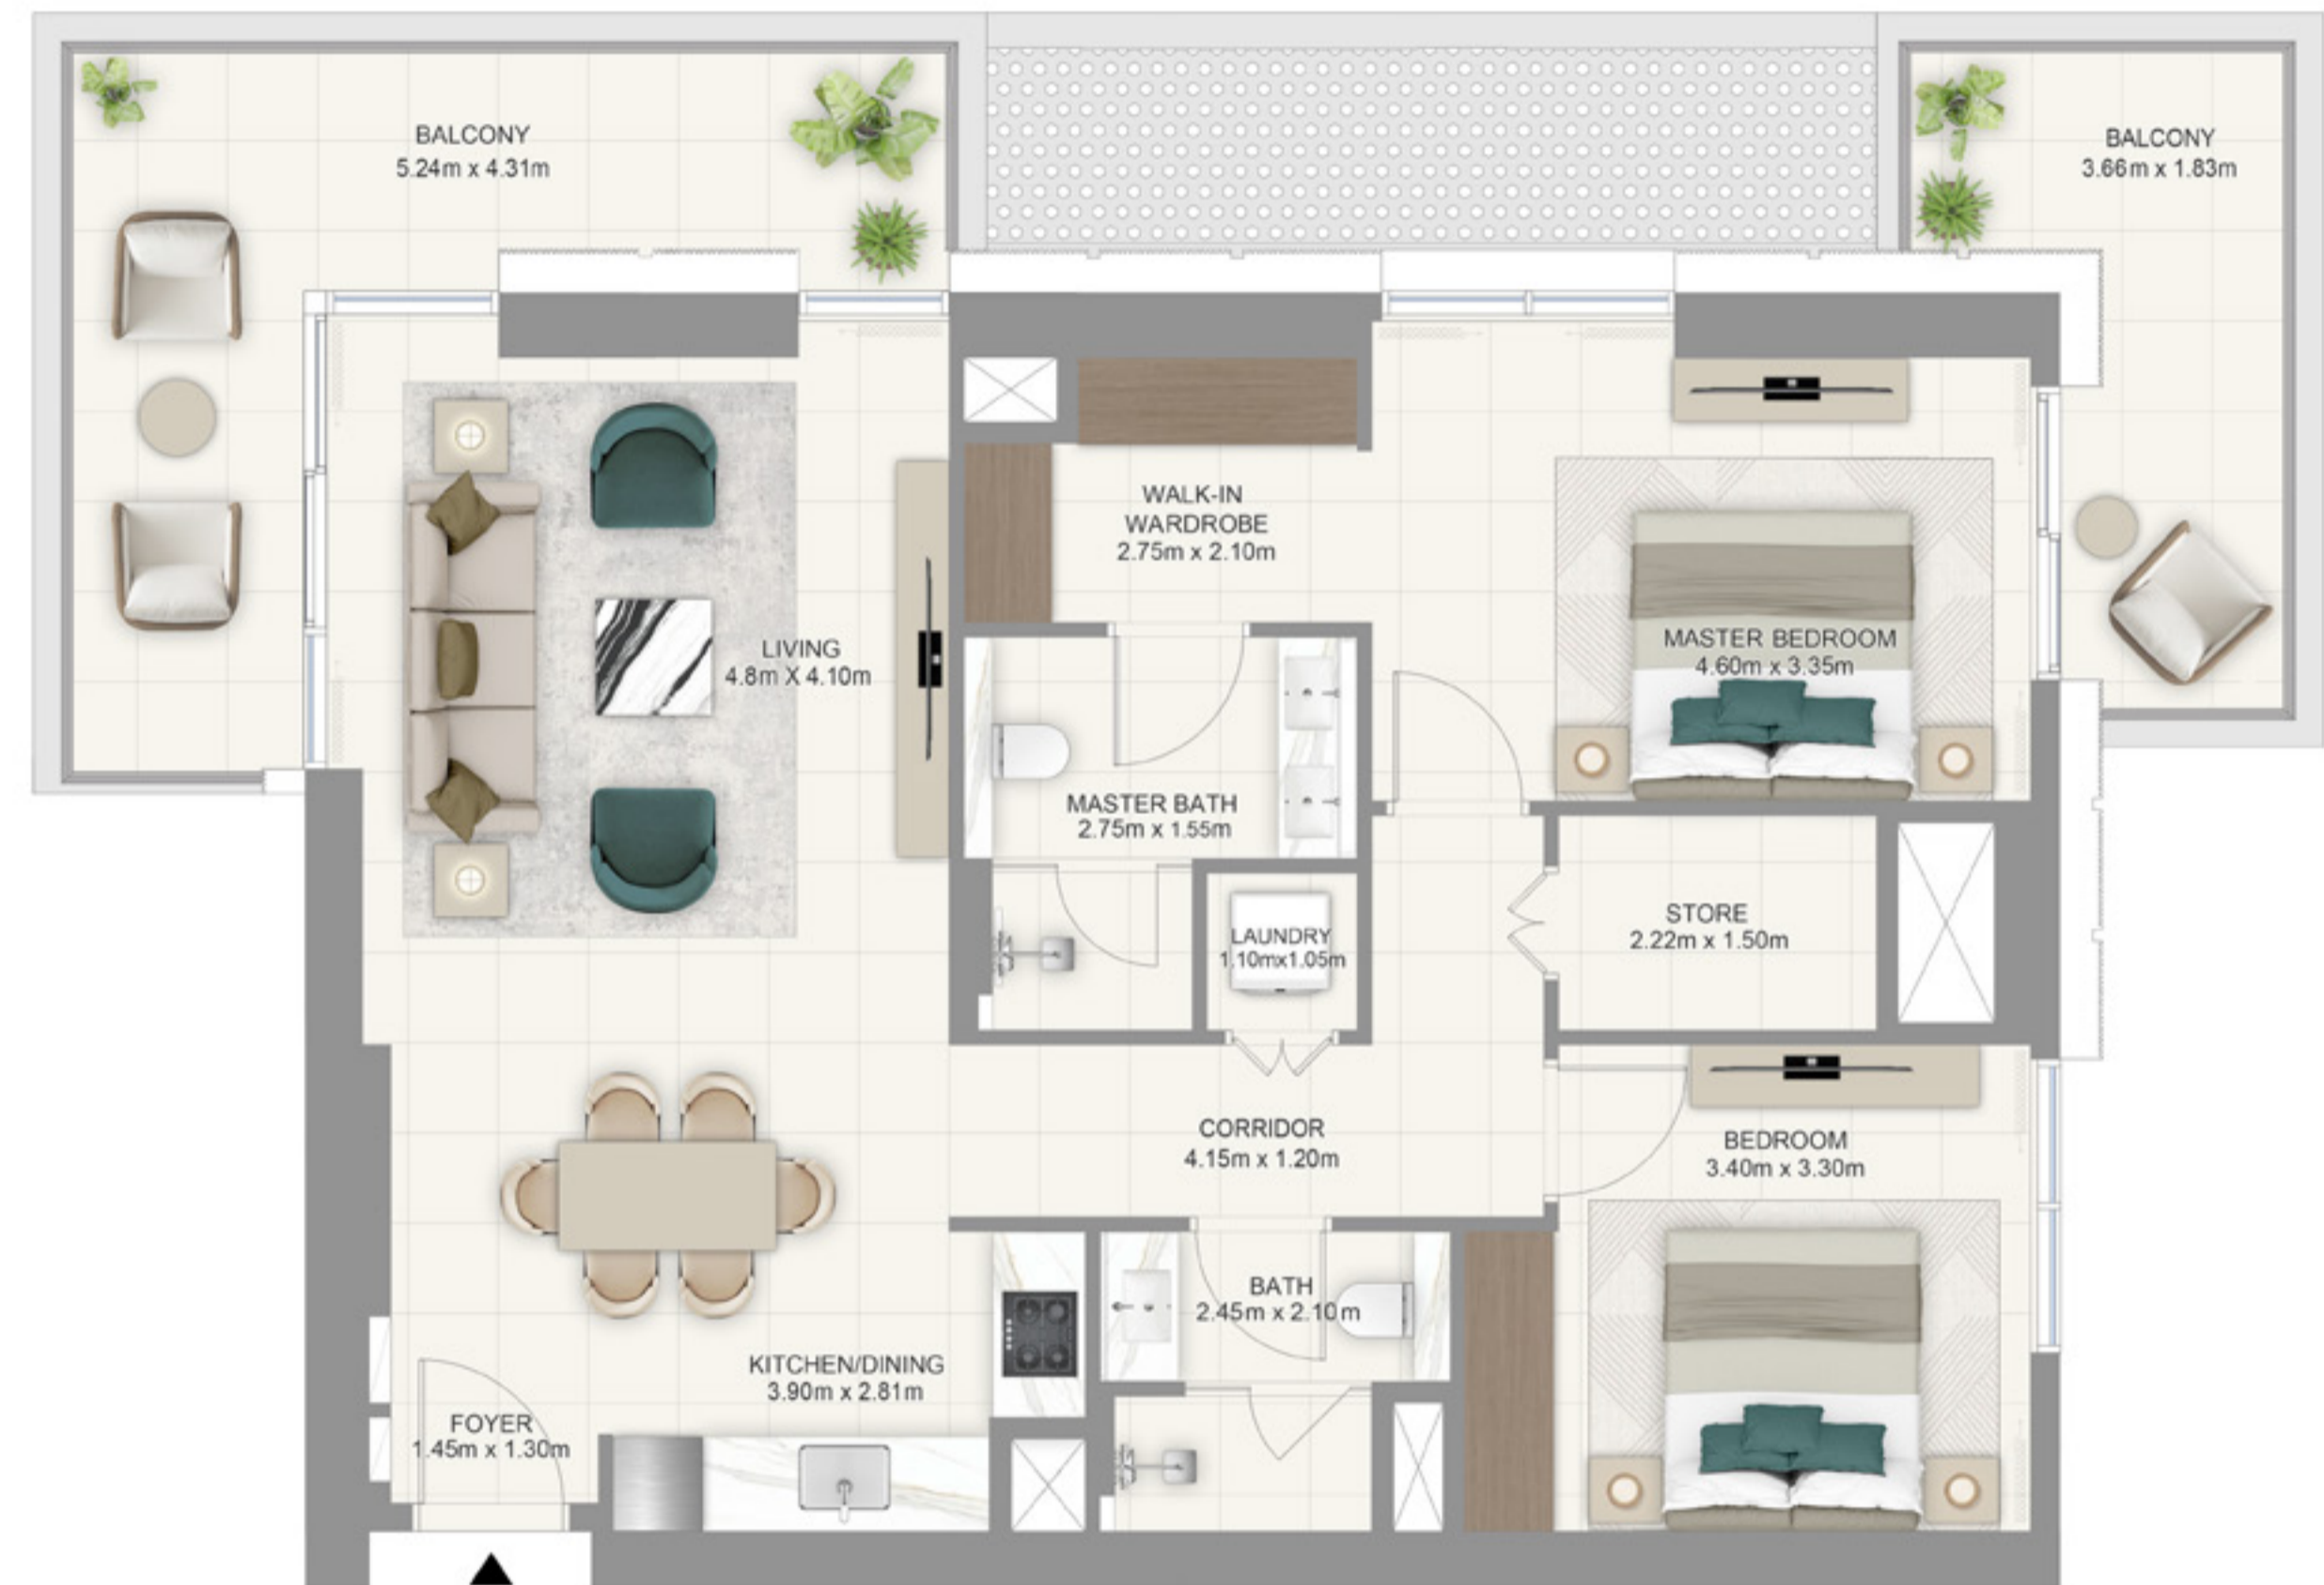 BALCONY
5.24m x 4.31m
BALCONY
3.66m x 1.83m
WALK-IN
WARDROBE
2.75m x 2.10m
LIVING
4.8m X 4.10m
MASTER BEDROOM
4.60m x 3.35m
MASTER BATH
2.75m x 1.55m
LAUNDRY
1.10mx1.05m
STORE
2.22m x 1.50m
CORRIDOR
4.15m x 1.20m
BEDROOM
3.40m x 3.30m
BATH
2.45m x 2.10m
KITCHEN/DINING
3.90m x 2.81m
FOYER
1.45m x 1.30m